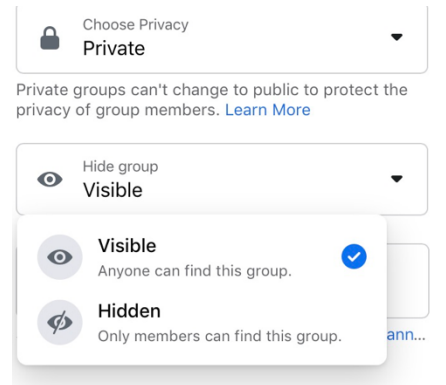 Choose Privacy
Private
Private groups can't change to public to protect the
privacy of group members. Learn More
Hide group
Visible
Visible
Anyone can find this group.
Hidden
Only members can find this group.
ann...